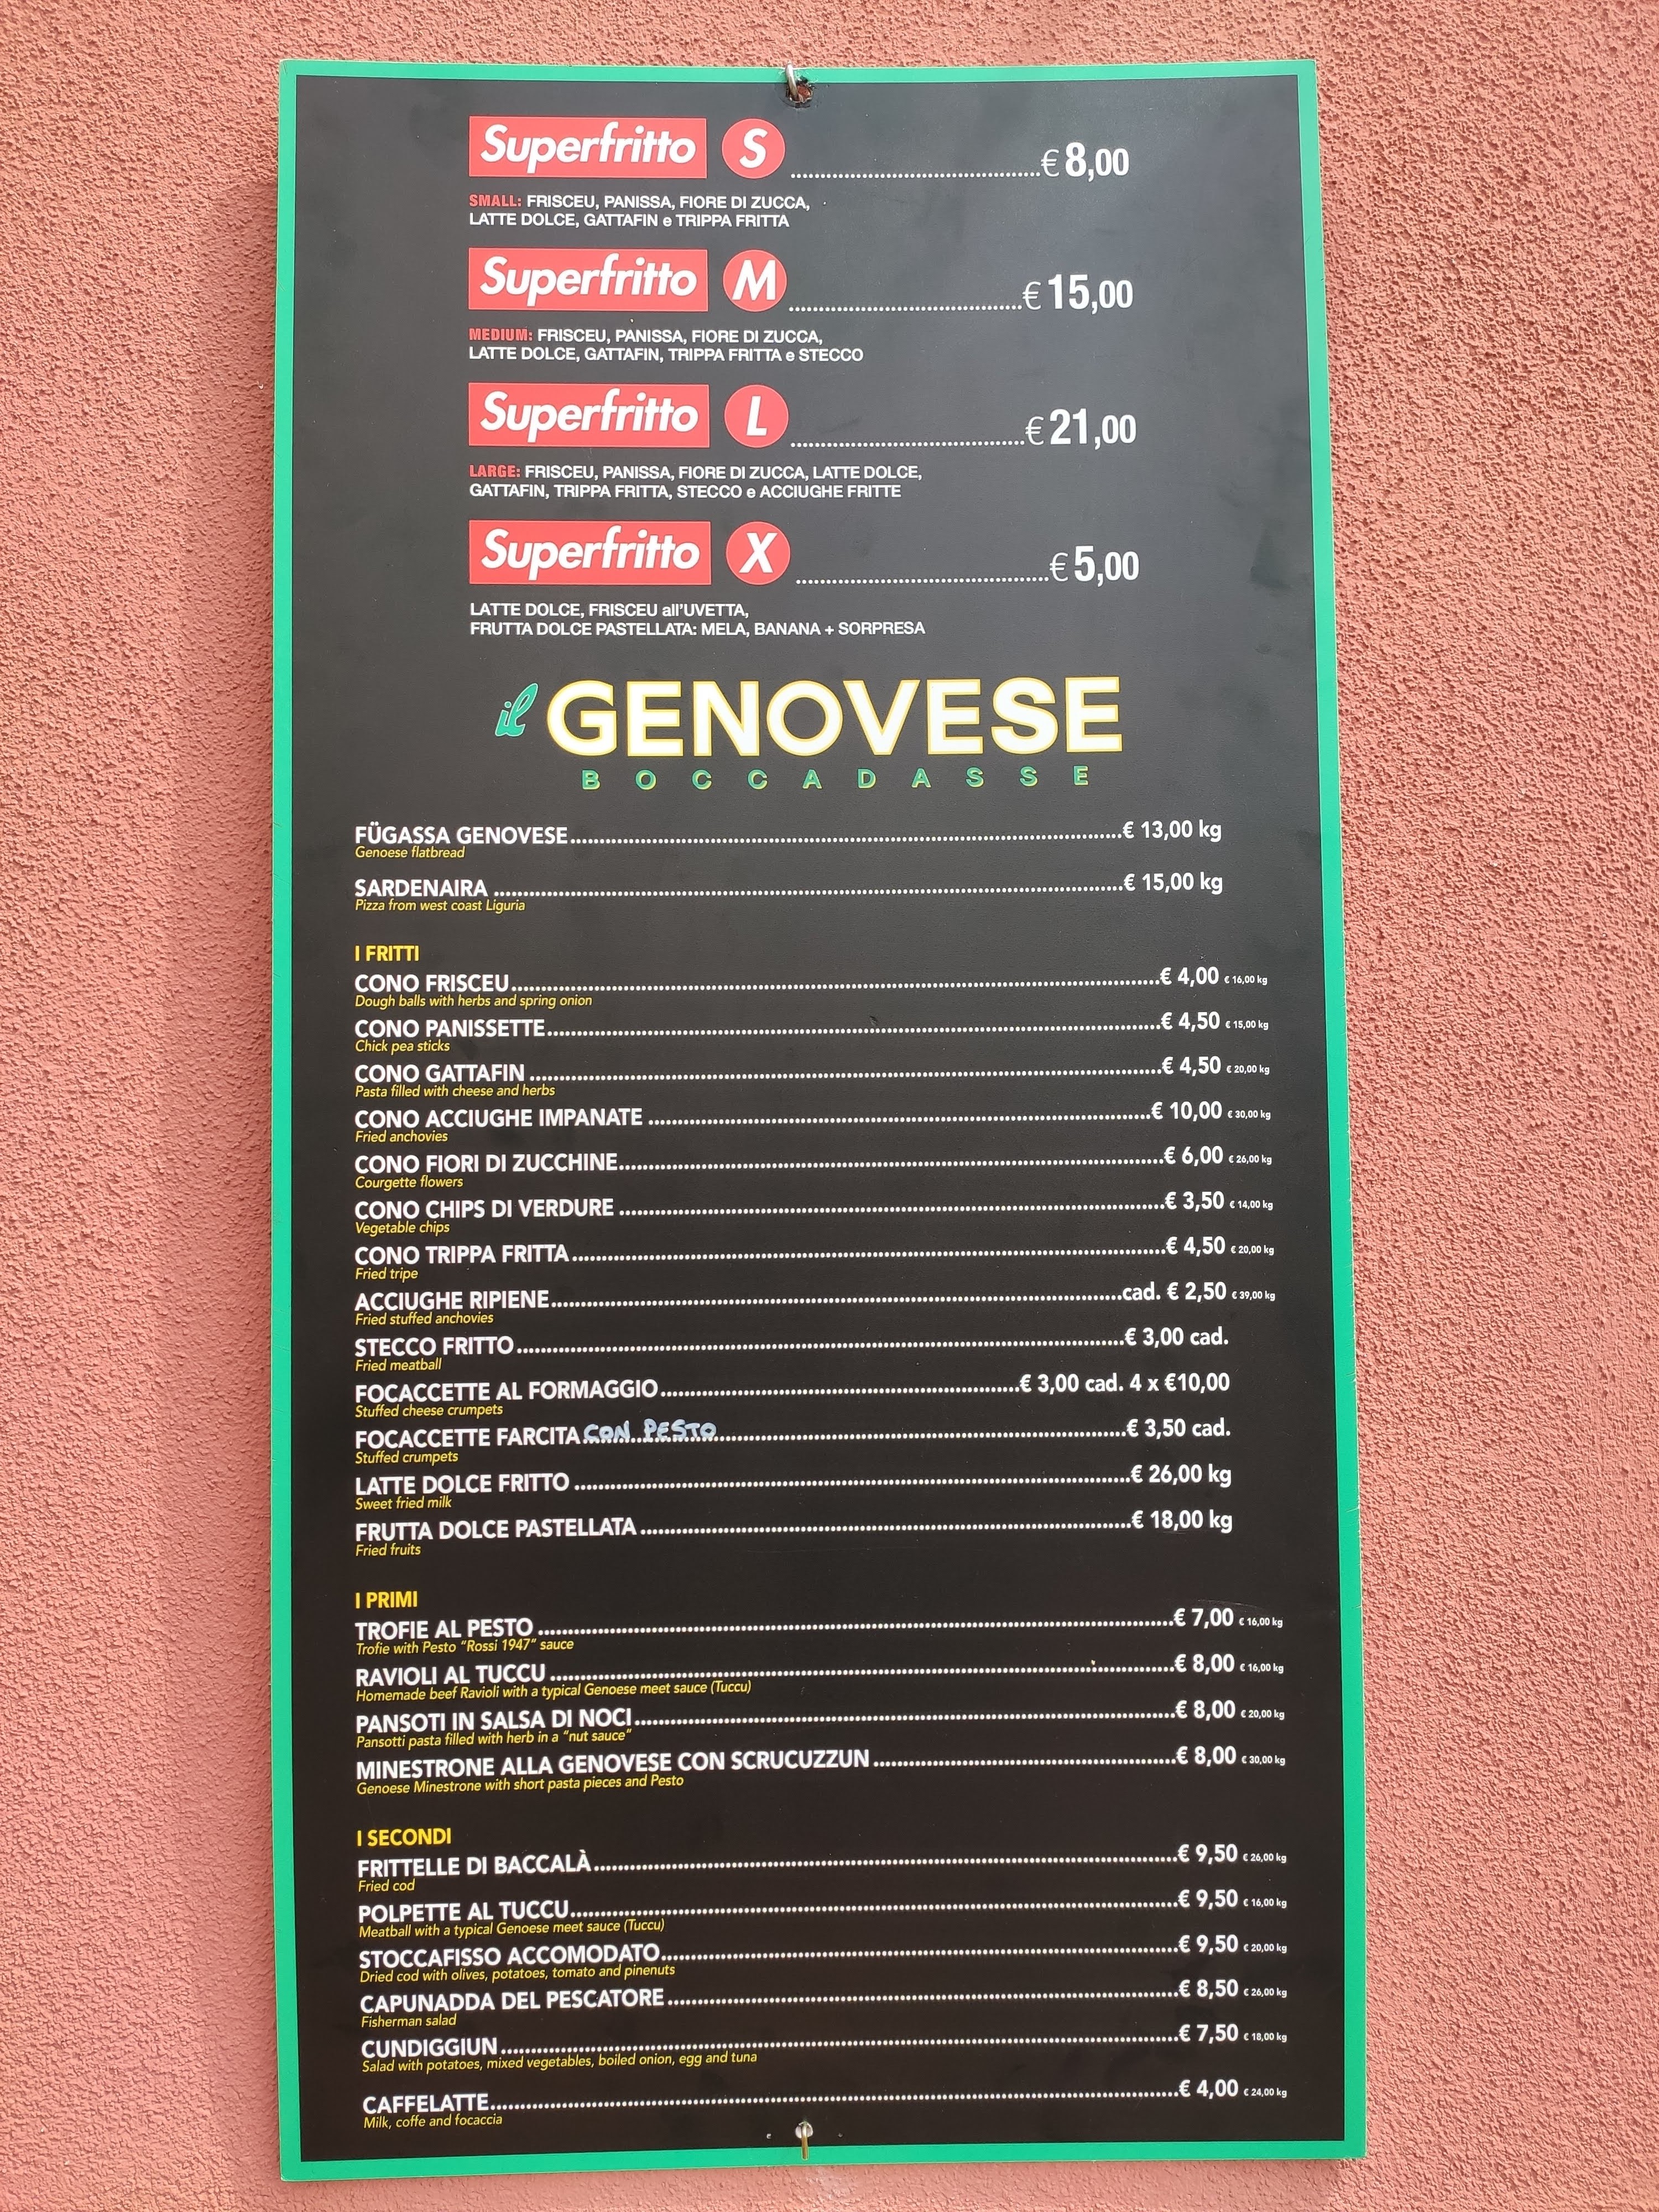 Superfritto S € 8,00
SMALL: FRISCEU, PANISSA, FIORE DI ZUCCA,
LATTE DOLCE, GATTAFIN e TRIPPA FRITTA
Superfritto M € 15,00
MEDIUM: FRISCEU, PANISSA, FIORE DI ZUCCA,
LATTE DOLCE, GATTAFIN, TRIPPA FRITTA e STECCO
Superfritto L € 21,00
LARGE: FRISCEU, PANISSA, FIORE DI ZUCCA, LATTE DOLCE,
GATTAFIN, TRIPPA FRITTA, STECCO e ACCIUGHE FRITTE
Superfritto X € 5,00
LATTE DOLCE, FRISCEU all'UVETTA,
FRUTTA DOLCE PASTELLATA: MELA, BANANA + SORPRESA
il GENOVESE
BOCCADASSE
FÜGASSA GENOVESE € 13,00 kg
Genoese flatbread
SARDENAIRA € 15,00 kg
Pizza from west coast Liguria
I FRITTI
CONO FRISCEU € 4,00 € 16,00 kg
Dough balls with herbs and spring onion
CONO PANISSETTE € 4,50 € 15,00 kg
Chick pea sticks
CONO GATTAFIN € 4,50 € 20,00 kg
Pasta filled with cheese and herbs
CONO ACCIUGHE IMPANATE € 10,00 € 30,00 kg
Fried anchovies
CONO FIORI DI ZUCCHINE € 6,00 € 26,00 kg
Courgette flowers
CONO CHIPS DI VERDURE € 3,50 € 14,00 kg
Vegetable chips
CONO TRIPPA FRITTA € 4,50 € 20,00 kg
Fried tripe
ACCIUGHE RIPIENE cad. € 2,50 € 39,00 kg
Fried stuffed anchovies
STECCO FRITTO € 3,00 cad.
Fried meatball
FOCACCETTE AL FORMAGGIO € 3,00 cad. 4 x €10,00
Stuffed cheese crumpets
FOCACCETTE FARCITA CON PESTO € 3,50 cad.
Stuffed crumpets
LATTE DOLCE FRITTO € 26,00 kg
Sweet fried milk
FRUTTA DOLCE PASTELLATA € 18,00 kg
Fried fruits
I PRIMI
TROFIE AL PESTO € 7,00 € 16,00 kg
Trofie with Pesto "Rossi 1947" sauce
RAVIOLI AL TUCCU € 8,00 € 16,00 kg
Homemade beef Ravioli with a typical Genoese meet sauce (Tuccu)
PANSOTI IN SALSA DI NOCI € 8,00 € 20,00 kg
Pansotti pasta filled with herb in a "nut sauce"
MINESTRONE ALLA GENOVESE CON SCRUCUZZUN € 8,00 € 30,00 kg
Genoese Minestrone with short pasta pieces and Pesto
I SECONDI
FRITTELLE DI BACCALÀ € 9,50 € 26,00 kg
Fried cod
POLPETTE AL TUCCU € 9,50 € 16,00 kg
Meatball with a typical Genoese meet sauce (Tuccu)
STOCCAFISSO ACCOMODATO € 9,50 € 20,00 kg
Dried cod with olives, potatoes, tomato and pinenuts
CAPUNADDA DEL PESCATORE € 8,50 € 26,00 kg
Fisherman salad
CUNDIGGIUN € 7,50 € 18,00 kg
Salad with potatoes, mixed vegetables, boiled onion, egg and tuna
CAFFELATTE € 4,00 € 24,00 kg
Milk, coffe and focaccia